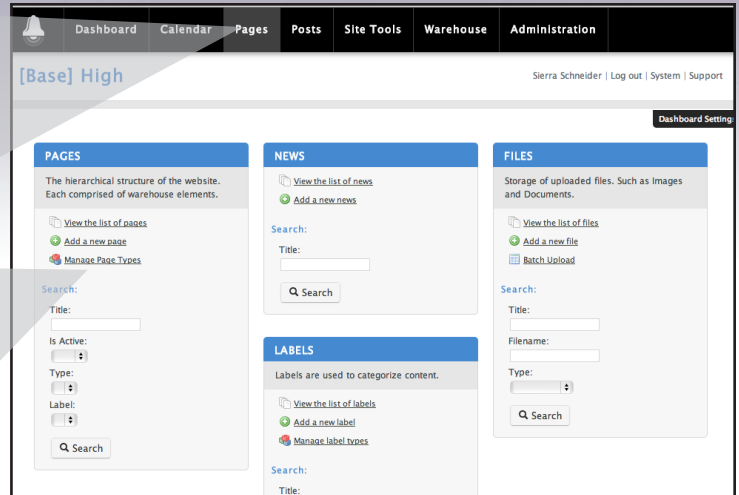 Dashboard Calendar Pages Posts Site Tools Warehouse Administration
[Base] High
Sierra Schneider | Log out | System | Support
Dashboard Settings
PAGES
The hierarchical structure of the website.
Each comprised of warehouse elements.
View the list of pages
Add a new page
Manage Page Types
Search:
Title:
Is Active:
Type:
Label:
Search
NEWS
View the list of news
Add a new news
Search:
Title:
Search
LABELS
Labels are used to categorize content.
View the list of labels
Add a new label
Manage label types
Search:
Title:
FILES
Storage of uploaded files. Such as Images
and Documents.
View the list of files
Add a new file
Batch Upload
Search:
Title:
Filename:
Type:
Search